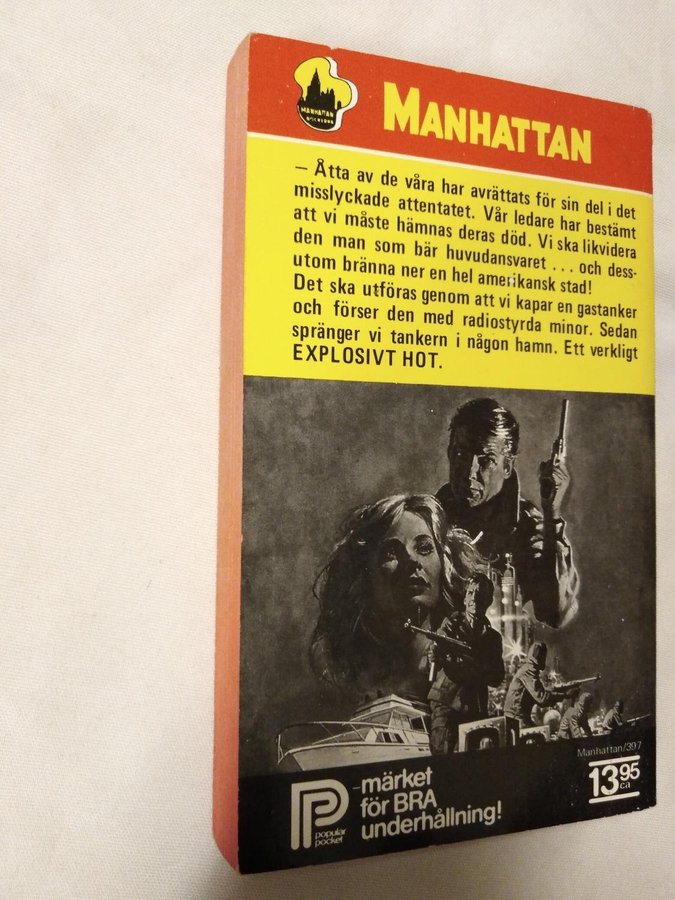 MANHATTAN
MANHATTAN
– Åtta av de våra har avrättats för sin del i det
misslyckade attentatet. Vår ledare har bestämt
att vi måste hämnas deras död. Vi ska likvidera
den man som bär huvudansvaret . . . och dess-
utom bränna ner en hel amerikansk stad!
Det ska utföras genom att vi kapar en gastanker
och förser den med radiostyrda minor. Sedan
spränger vi tankern i någon hamn. Ett verkligt
EXPLOSIVT HOT.
Manhattan/397
13.95
ca
–märket
för BRA
underhållning!
populär
pocket